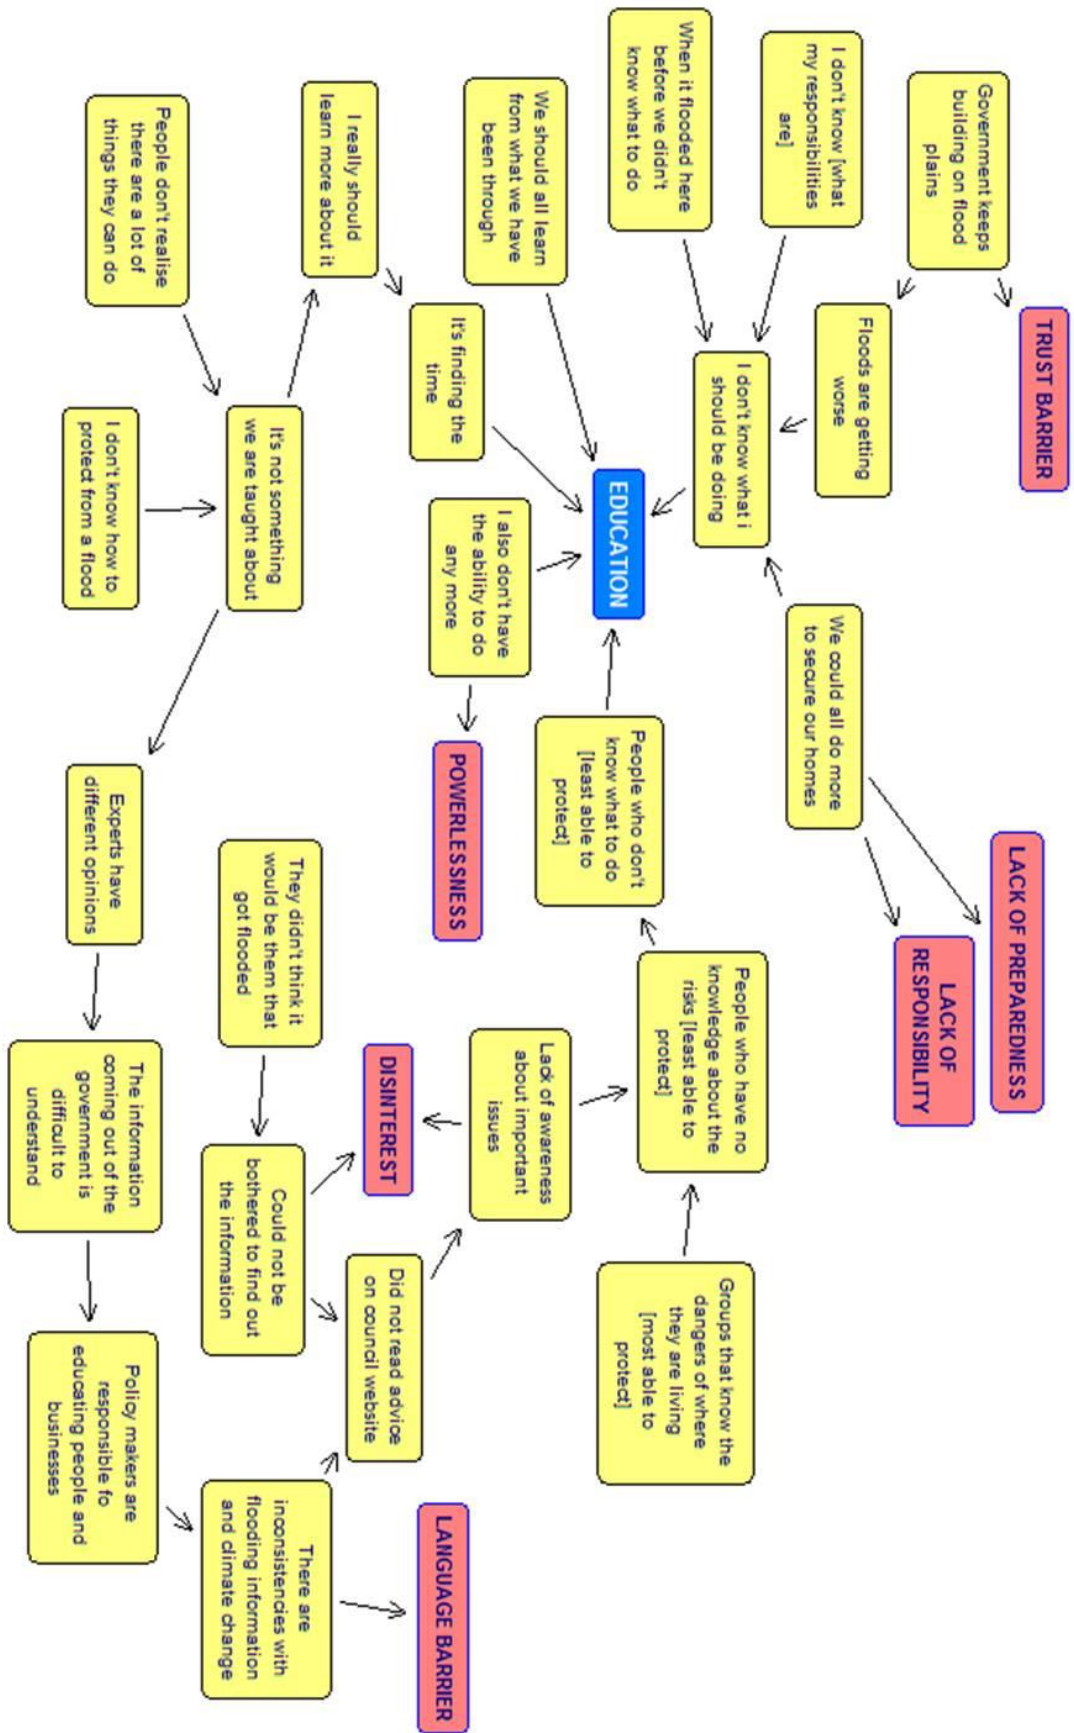 TRUST BARRIER
LACK OF PREPAREDNESS
Government keeps
building on flood
plains
LACK OF
RESPONSIBILITY
Floods are getting
worse
We could all do more
to secure our homes
I don't know [what
my responsibilities
are]
I don't know what i
should be doing
People who have no
knowledge about the
risks [least able to
protect]
Groups that know the
dangers of where
they are living
[most able to
protect]
When it flooded here
before we didn't
know what to do
EDUCATION
People who don't
know what to do
[least able to
protect]
We should all learn
from what we have
been through
Lack of awareness
about important
issues
I also don't have
the ability to do
any more
POWERLESSNESS
LANGUAGE BARRIER
It's finding the
time
DISINTEREST
Did not read advice
on council website
I really should
learn more about it
They didn't think it
would be them that
got flooded
It's not something
we are taught about
Could not be
bothered to find out
the information
There are
inconsistencies with
flooding information
and climate change
People don't realise
there are a lot of
things they can do
I don't know how to
protect from a flood
Experts have
different opinions
The information
coming out of the
government is
difficult to
understand
Policy makers are
responsible fo
educating people and
businesses